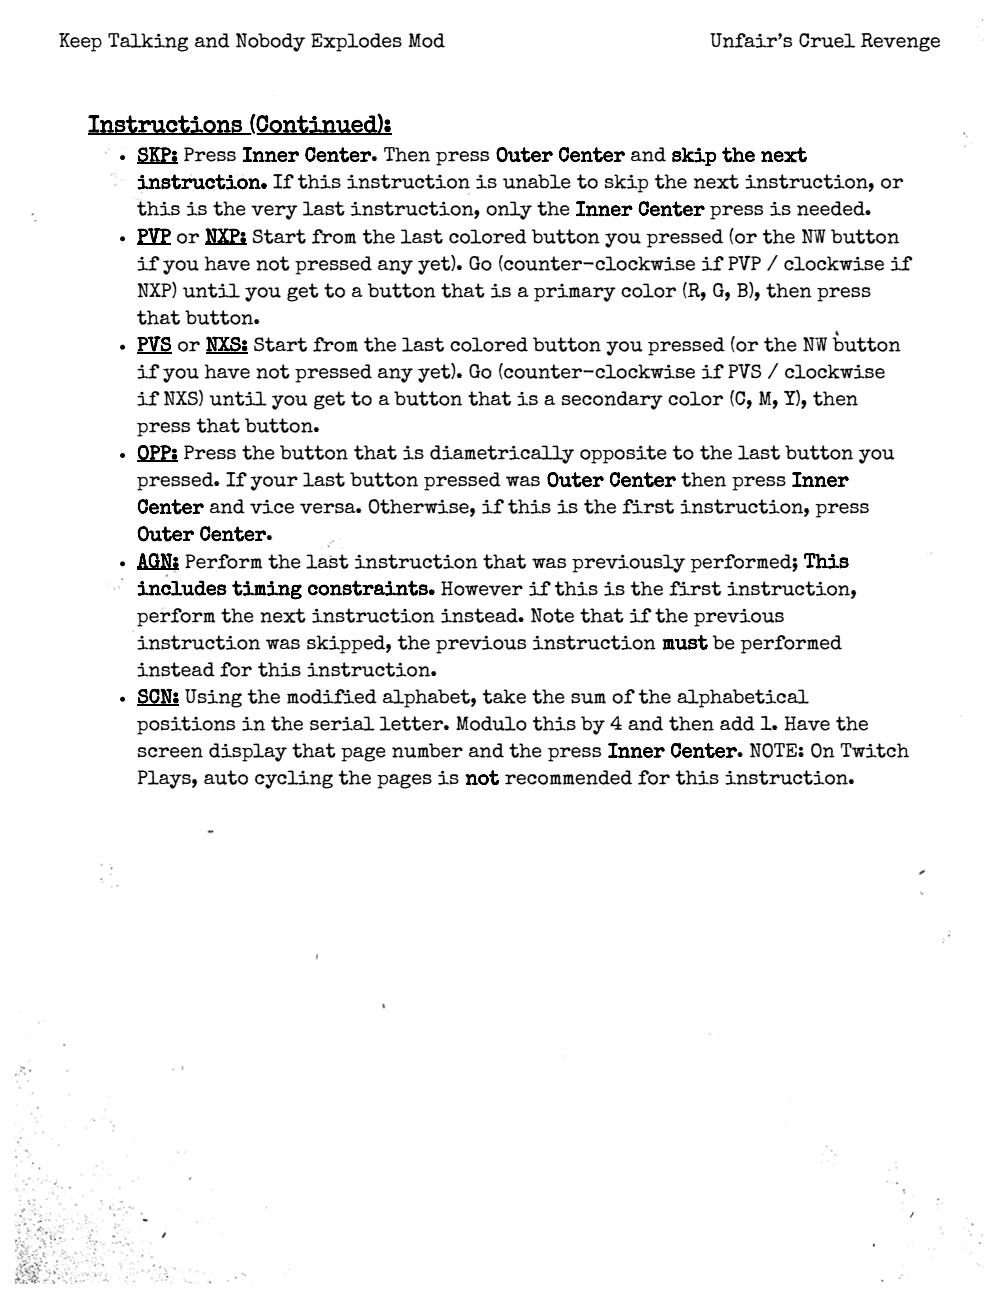 Keep Talking and Nobody Explodes Mod
Unfair's Cruel Revenge
Instructions (Continued):
• SKP: Press Inner Center. Then press Outer Center and skip the next
instruction. If this instruction is unable to skip the next instruction, or
this is the very last instruction, only the Inner Center press is needed.
• PVP or NXP: Start from the last colored button you pressed (or the NW button
if you have not pressed any yet). Go (counter-clockwise if PVP / clockwise if
NXP) until you get to a button that is a primary color (R, G, B), then press
that button.
• PVS or NXS: Start from the last colored button you pressed (or the NW button
if you have not pressed any yet). Go (counter-clockwise if PVS / clockwise
if NXS) until you get to a button that is a secondary color (C, M, Y), then
press that button.
• OPP: Press the button that is diametrically opposite to the last button you
pressed. If your last button pressed was Outer Center then press Inner
Center and vice versa. Otherwise, if this is the first instruction, press
Outer Center.
• AGN: Perform the last instruction that was previously performed; This
includes timing constraints. However if this is the first instruction,
perform the next instruction instead. Note that if the previous
instruction was skipped, the previous instruction must be performed
instead for this instruction.
• SCN: Using the modified alphabet, take the sum of the alphabetical
positions in the serial letter. Modulo this by 4 and then add 1. Have the
screen display that page number and the press Inner Center. NOTE: On Twitch
Plays, auto cycling the pages is not recommended for this instruction.